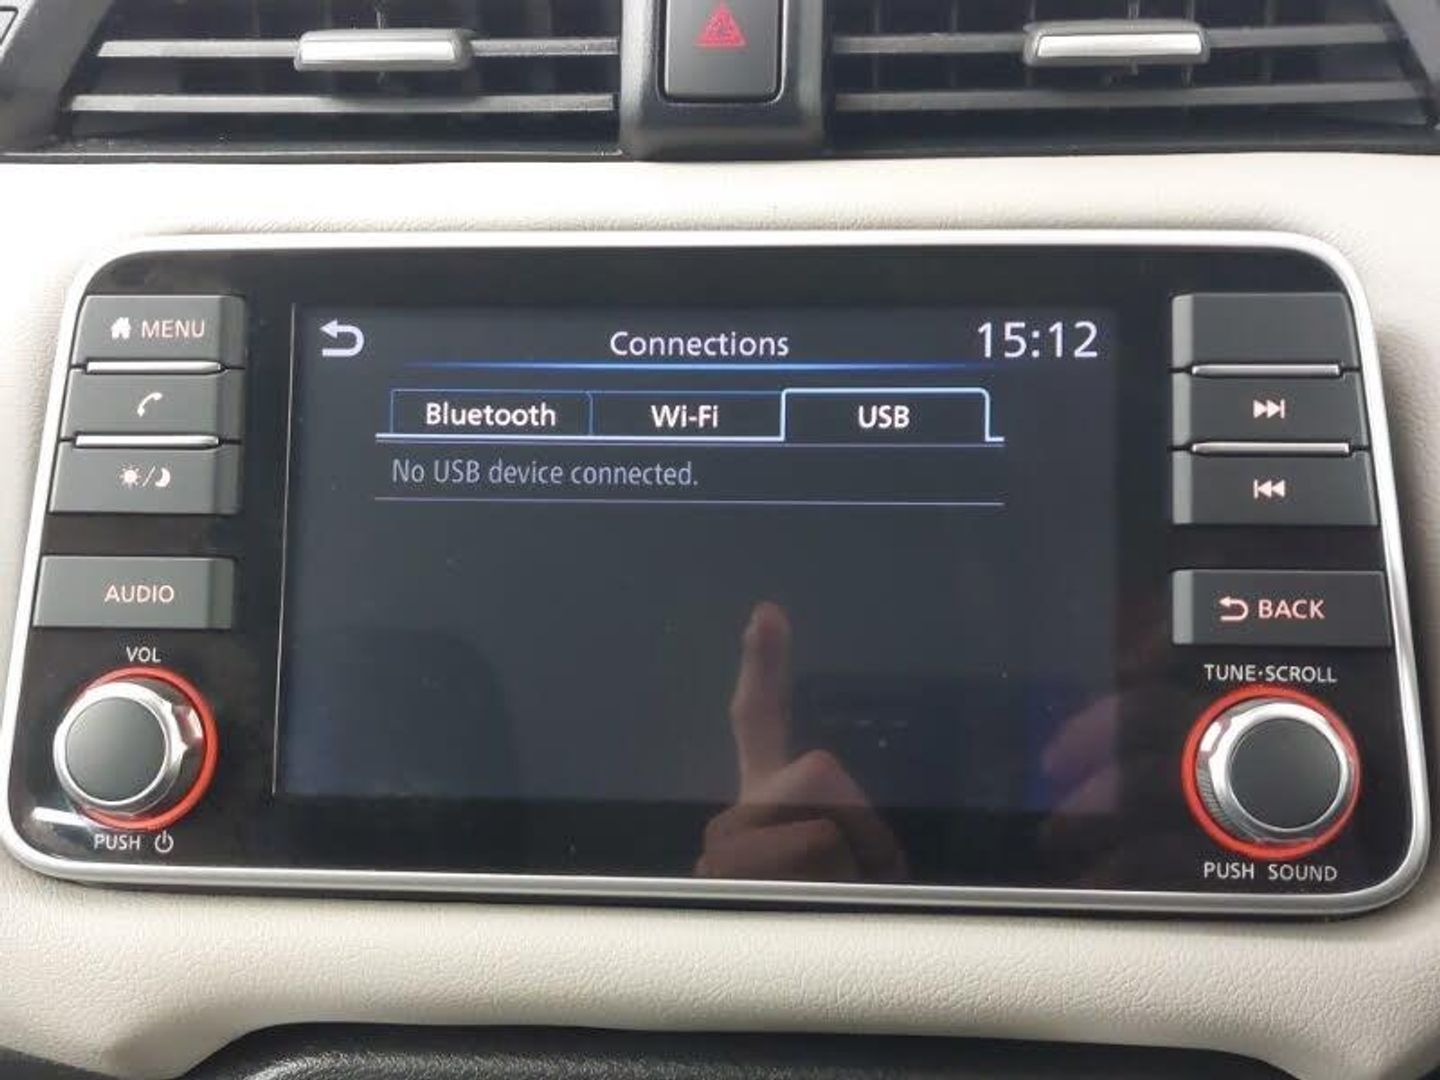 MENU
AUDIO
VOL
PUSH
Connections 15:12
Bluetooth Wi-Fi USB
No USB device connected.
BACK
TUNE·SCROLL
PUSH SOUND